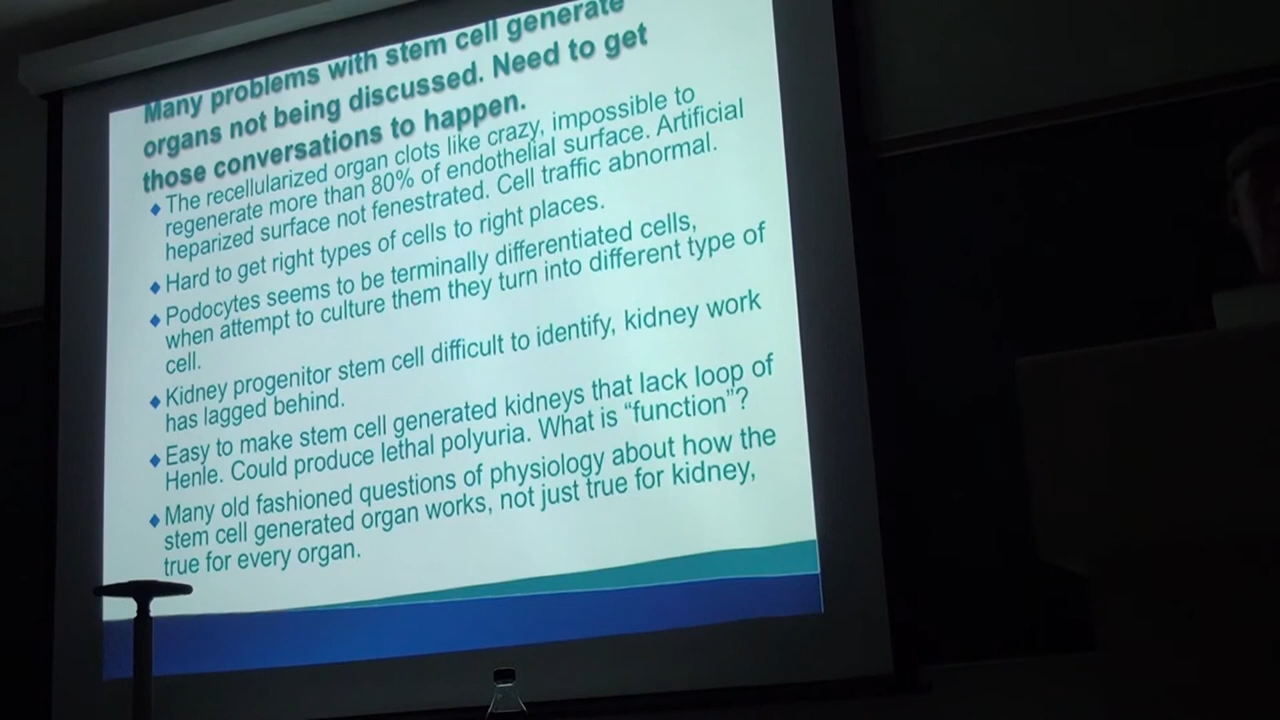 Many problems with stem cell generate
organs not being discussed. Need to get
those conversations to happen.
The recellularized organ clots like crazy, impossible to
regenerate more than 80% of endothelial surface. Artificial
heparized surface not fenestrated. Cell traffic abnormal.
Hard to get right types of cells to right places.
Podocytes seems to be terminally differentiated cells,
when attempt to culture them they turn into different type of
cell.
Kidney progenitor stem cell difficult to identify, kidney work
has lagged behind.
Easy to make stem cell generated kidneys that lack loop of
Henle. Could produce lethal polyuria. What is “function”?
Many old fashioned questions of physiology about how the
stem cell generated organ works, not just true for kidney,
true for every organ.